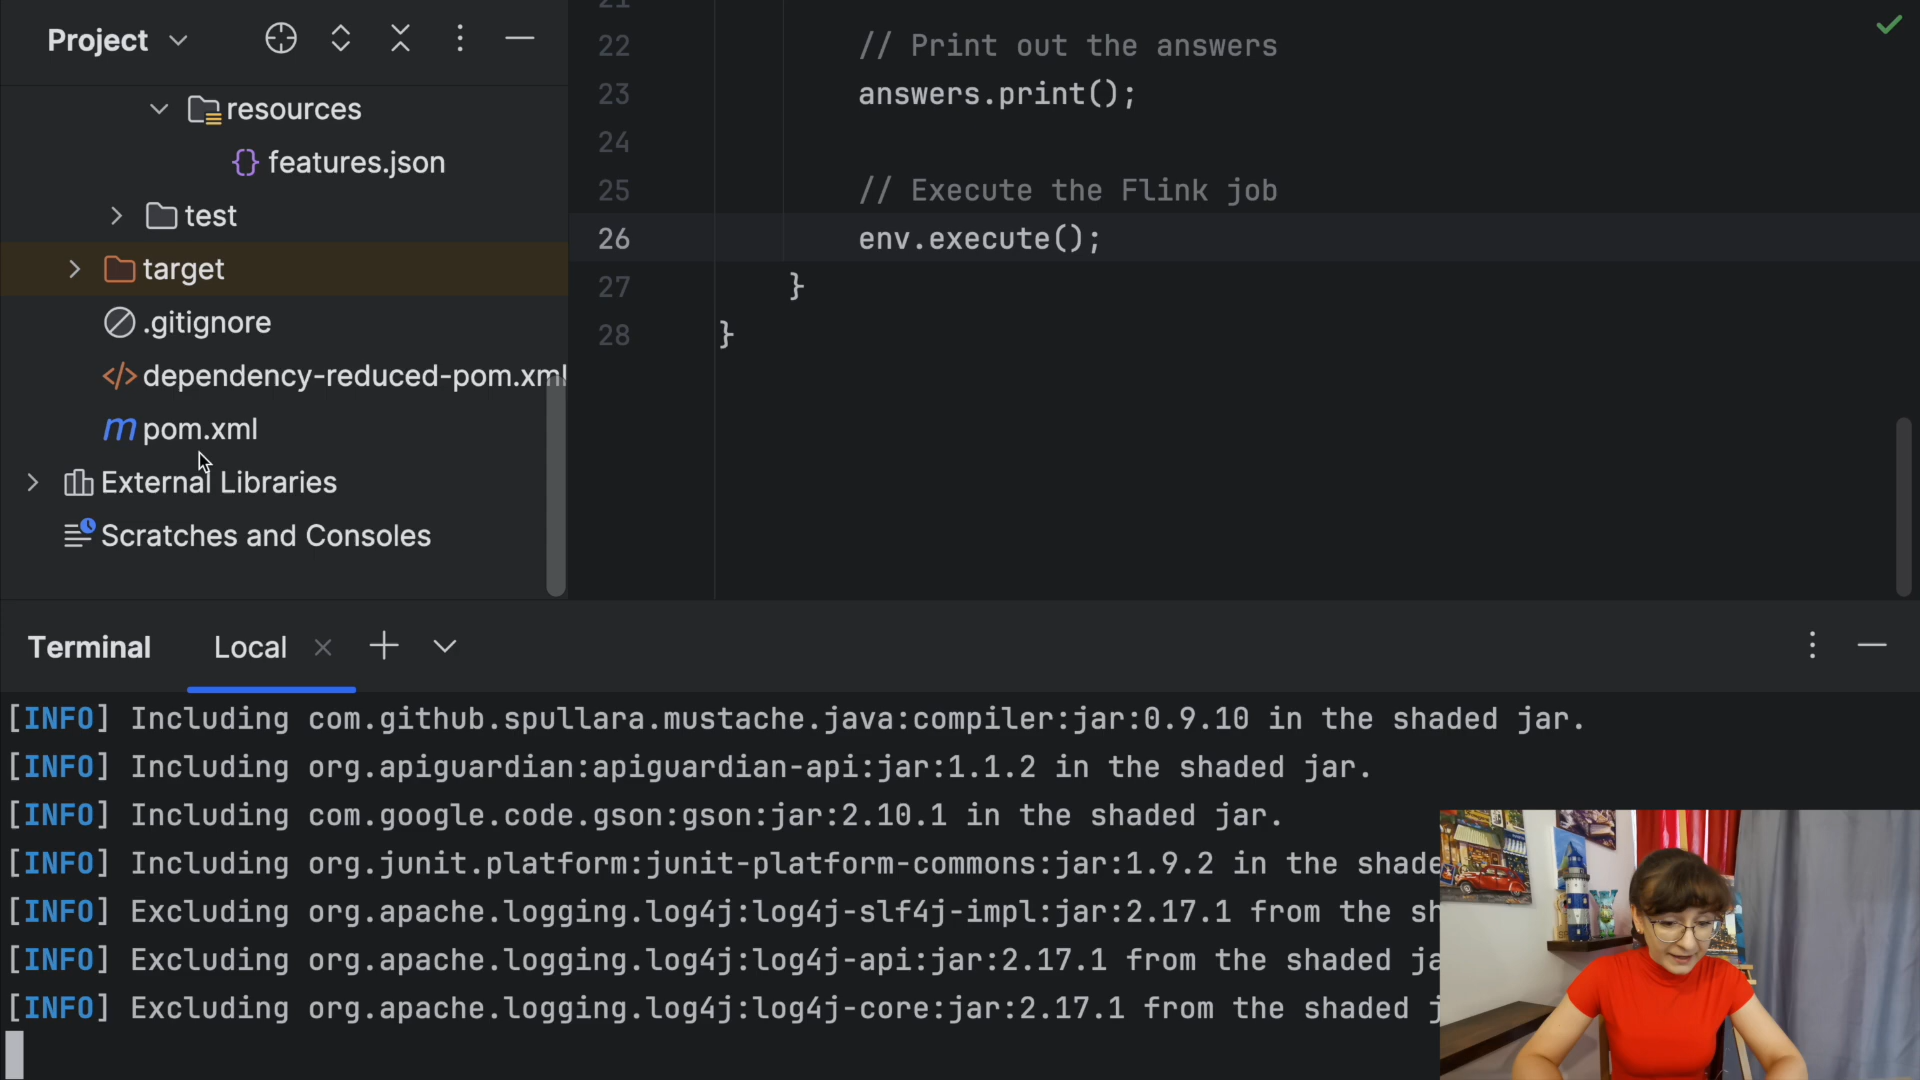 Project
resources
{} features.json
test
target
.gitignore
</> dependency-reduced-pom.xml
m pom.xml
External Libraries
Scratches and Consoles
21
22 // Print out the answers
23 answers.print();
24
25 // Execute the Flink job
26 env.execute();
27 }
28 }
Terminal Local
[INFO] Including com.github.spullara.mustache.java:compiler:jar:0.9.10 in the shaded jar.
[INFO] Including org.apiguardian:apiguardian-api:jar:1.1.2 in the shaded jar.
[INFO] Including com.google.code.gson:gson:jar:2.10.1 in the shaded jar.
[INFO] Including org.junit.platform:junit-platform-commons:jar:1.9.2 in the shade
[INFO] Excluding org.apache.logging.log4j:log4j-slf4j-impl:jar:2.17.1 from the sh
[INFO] Excluding org.apache.logging.log4j:log4j-api:jar:2.17.1 from the shaded ja
[INFO] Excluding org.apache.logging.log4j:log4j-core:jar:2.17.1 from the shaded j